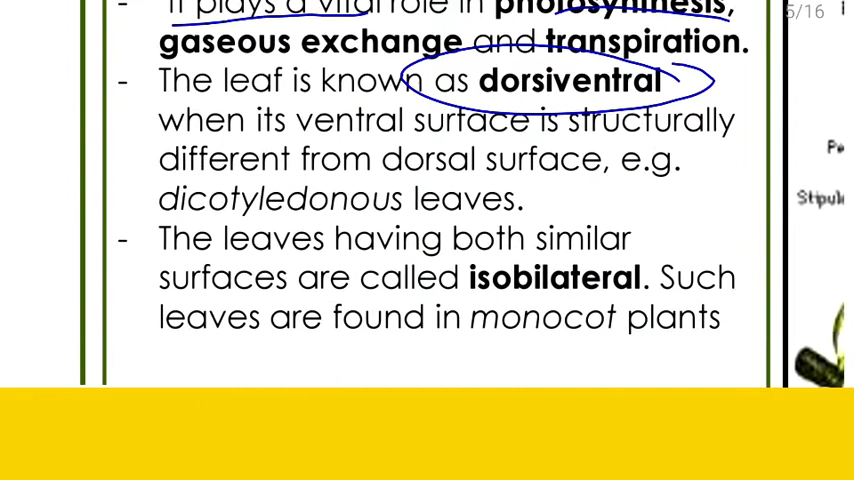 - It plays a vital role in photosynthesis,
gaseous exchange and transpiration.
- The leaf is known as dorsiventral
when its ventral surface is structurally
different from dorsal surface, e.g.
dicotyledonous leaves.
- The leaves having both similar
surfaces are called isobilateral. Such
leaves are found in monocot plants
5/16
Pe
Stipul